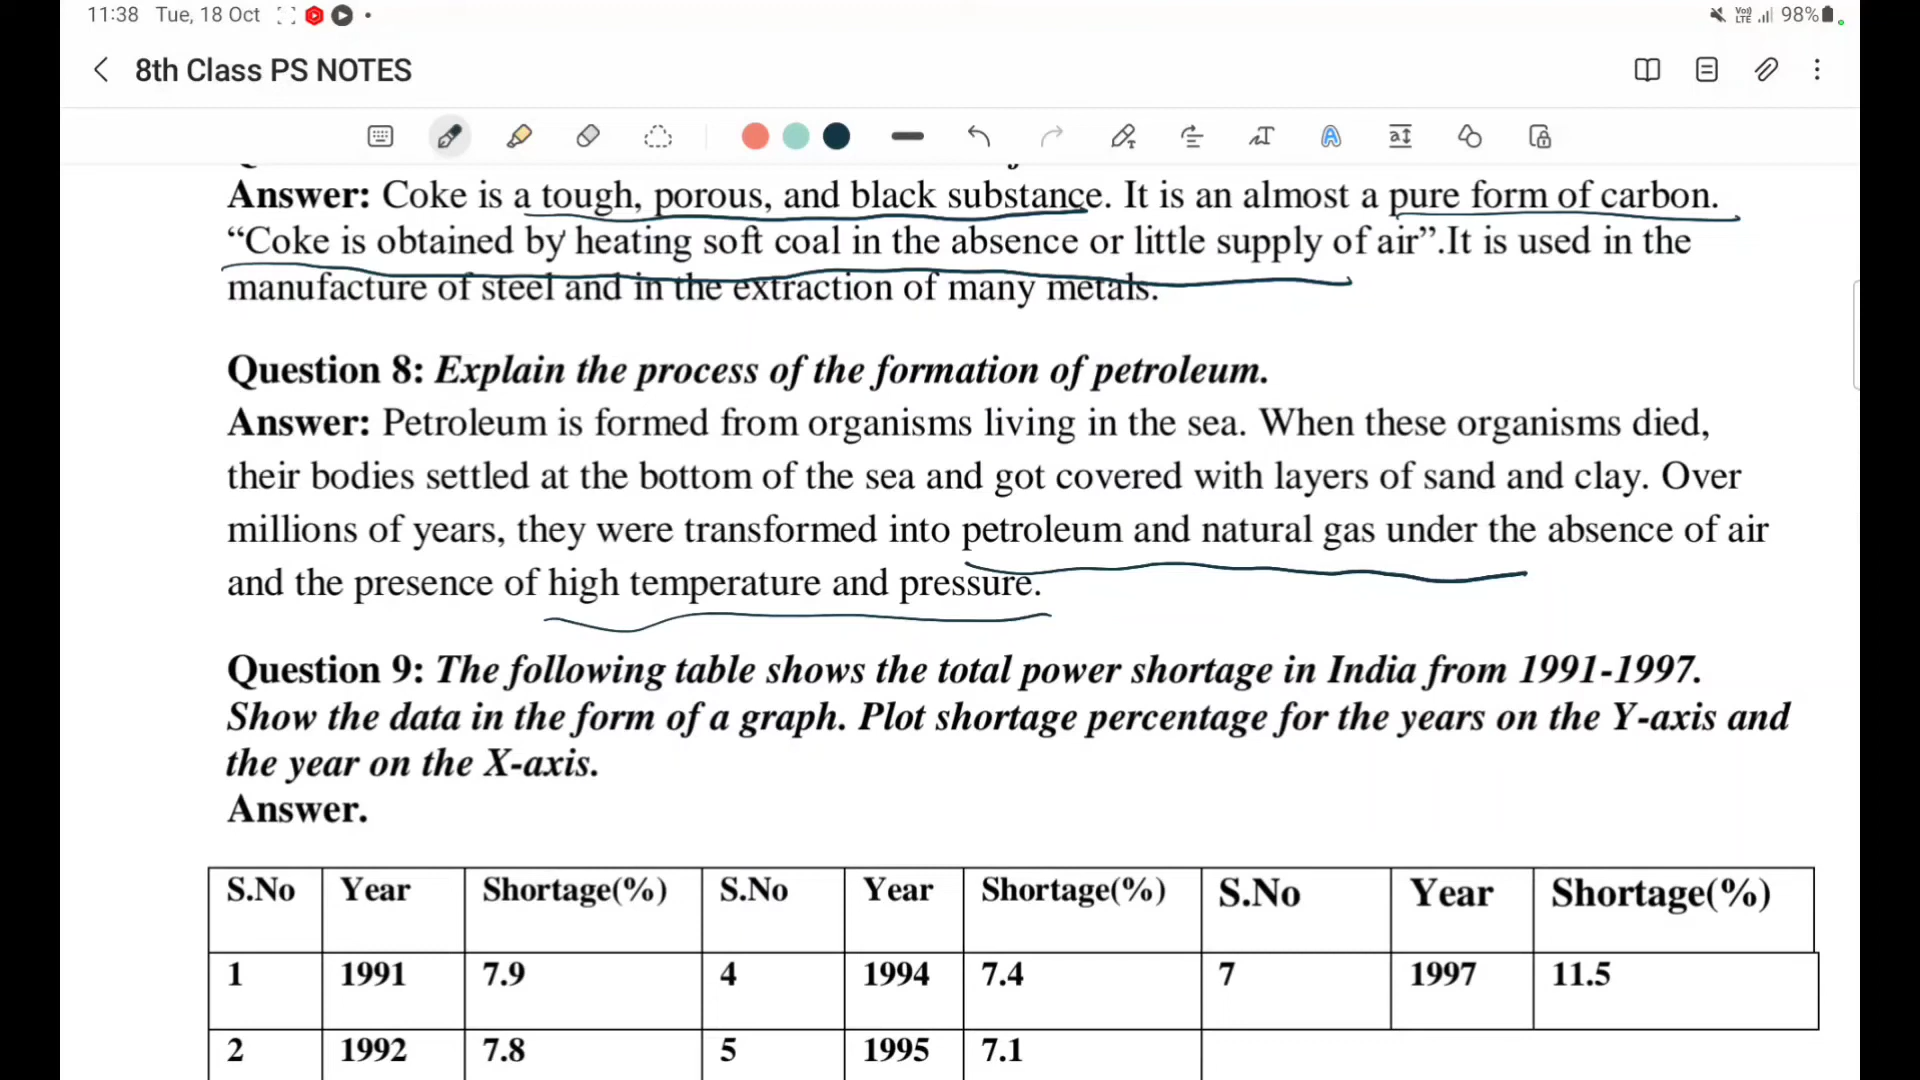 11:38 Tue, 18 Oct 98%
8th Class PS NOTES
Answer: Coke is a tough, porous, and black substance. It is an almost a pure form of carbon.
“Coke is obtained by heating soft coal in the absence or little supply of air”.It is used in the
manufacture of steel and in the extraction of many metals.
Question 8: Explain the process of the formation of petroleum.
Answer: Petroleum is formed from organisms living in the sea. When these organisms died,
their bodies settled at the bottom of the sea and got covered with layers of sand and clay. Over
millions of years, they were transformed into petroleum and natural gas under the absence of air
and the presence of high temperature and pressure.
Question 9: The following table shows the total power shortage in India from 1991-1997.
Show the data in the form of a graph. Plot shortage percentage for the years on the Y-axis and
the year on the X-axis.
Answer.
S.No Year Shortage(%) S.No Year Shortage(%) S.No Year Shortage(%)
1 1991 7.9 4 1994 7.4 7 1997 11.5
2 1992 7.8 5 1995 7.1